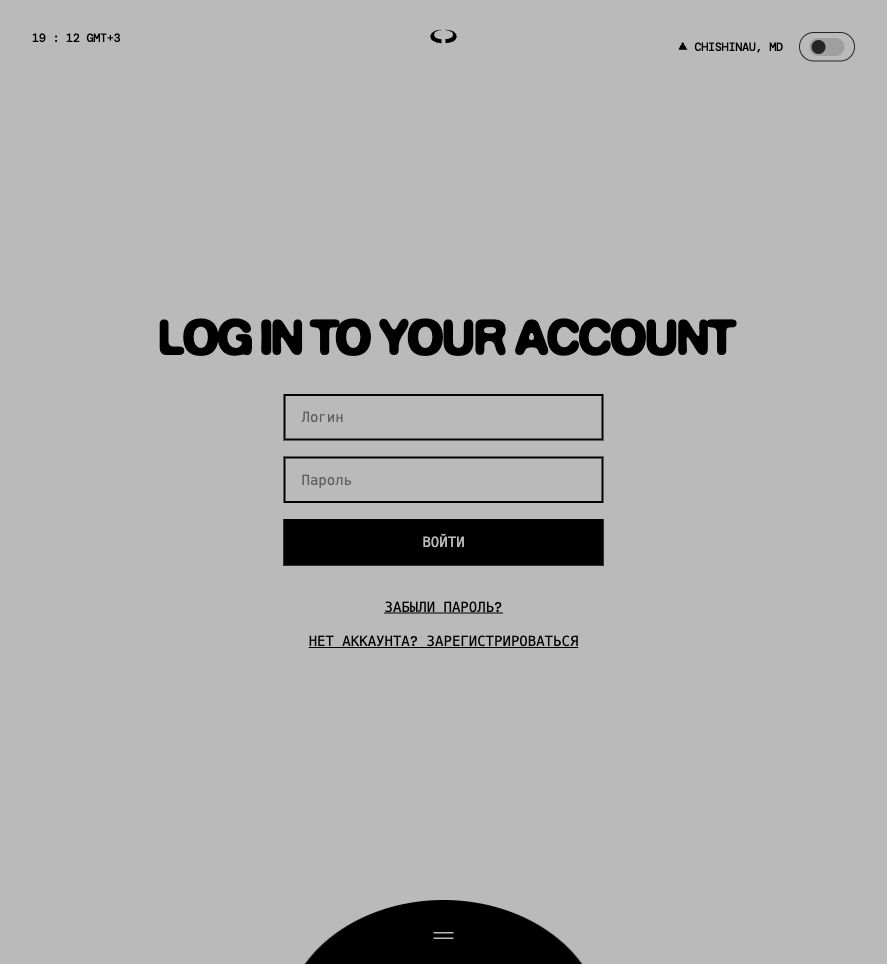 19 : 12 GMT+3
▲ CHISHINAU, MD
LOG IN TO YOUR ACCOUNT
Логин
Пароль
ВОЙТИ
ЗАБЫЛИ ПАРОЛЬ?
НЕТ АККАУНТА? ЗАРЕГИСТРИРОВАТЬСЯ